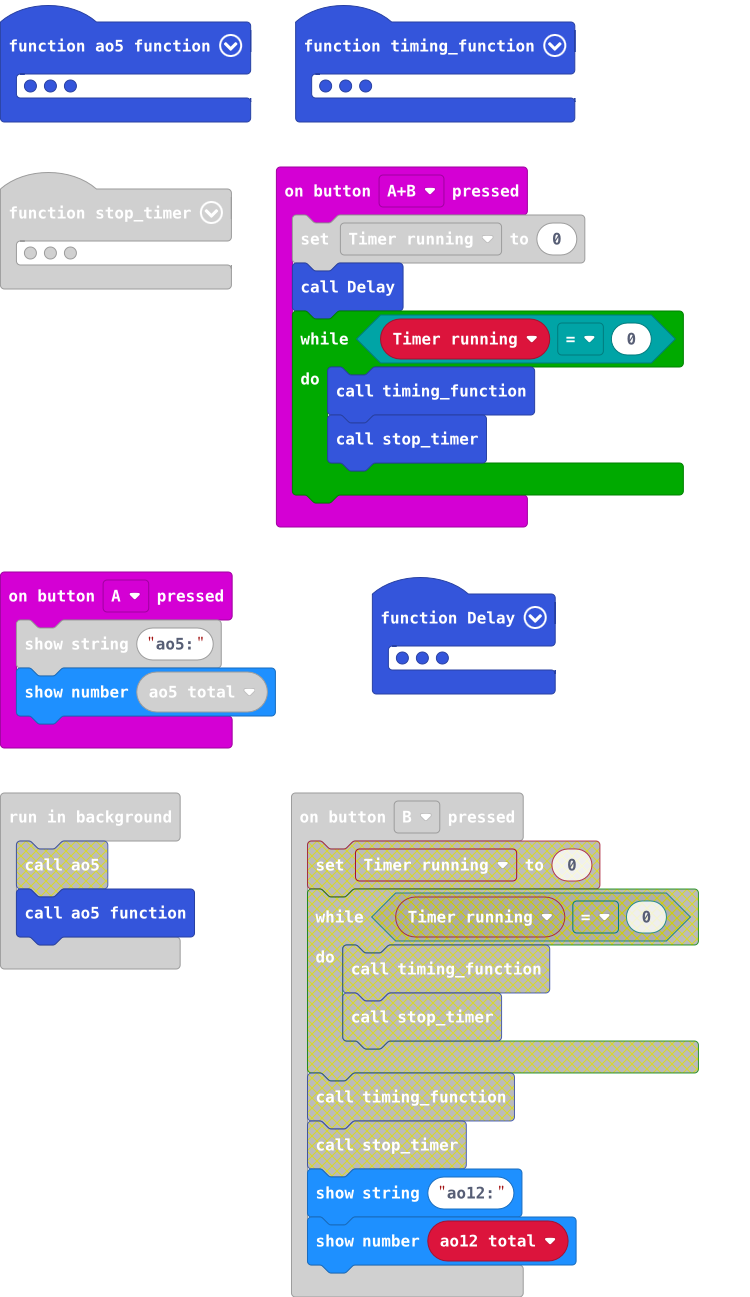 function ao5 function
function timing_function
function stop_timer
on button A+B pressed
set Timer running to 0
call Delay
while Timer running = 0
do
call timing_function
call stop_timer
on button A pressed
show string "ao5:"
show number ao5 total
function Delay
run in background
call ao5
call ao5 function
on button B pressed
set Timer running to 0
while Timer running = 0
do
call timing_function
call stop_timer
call timing_function
call stop_timer
show string "ao12:"
show number ao12 total